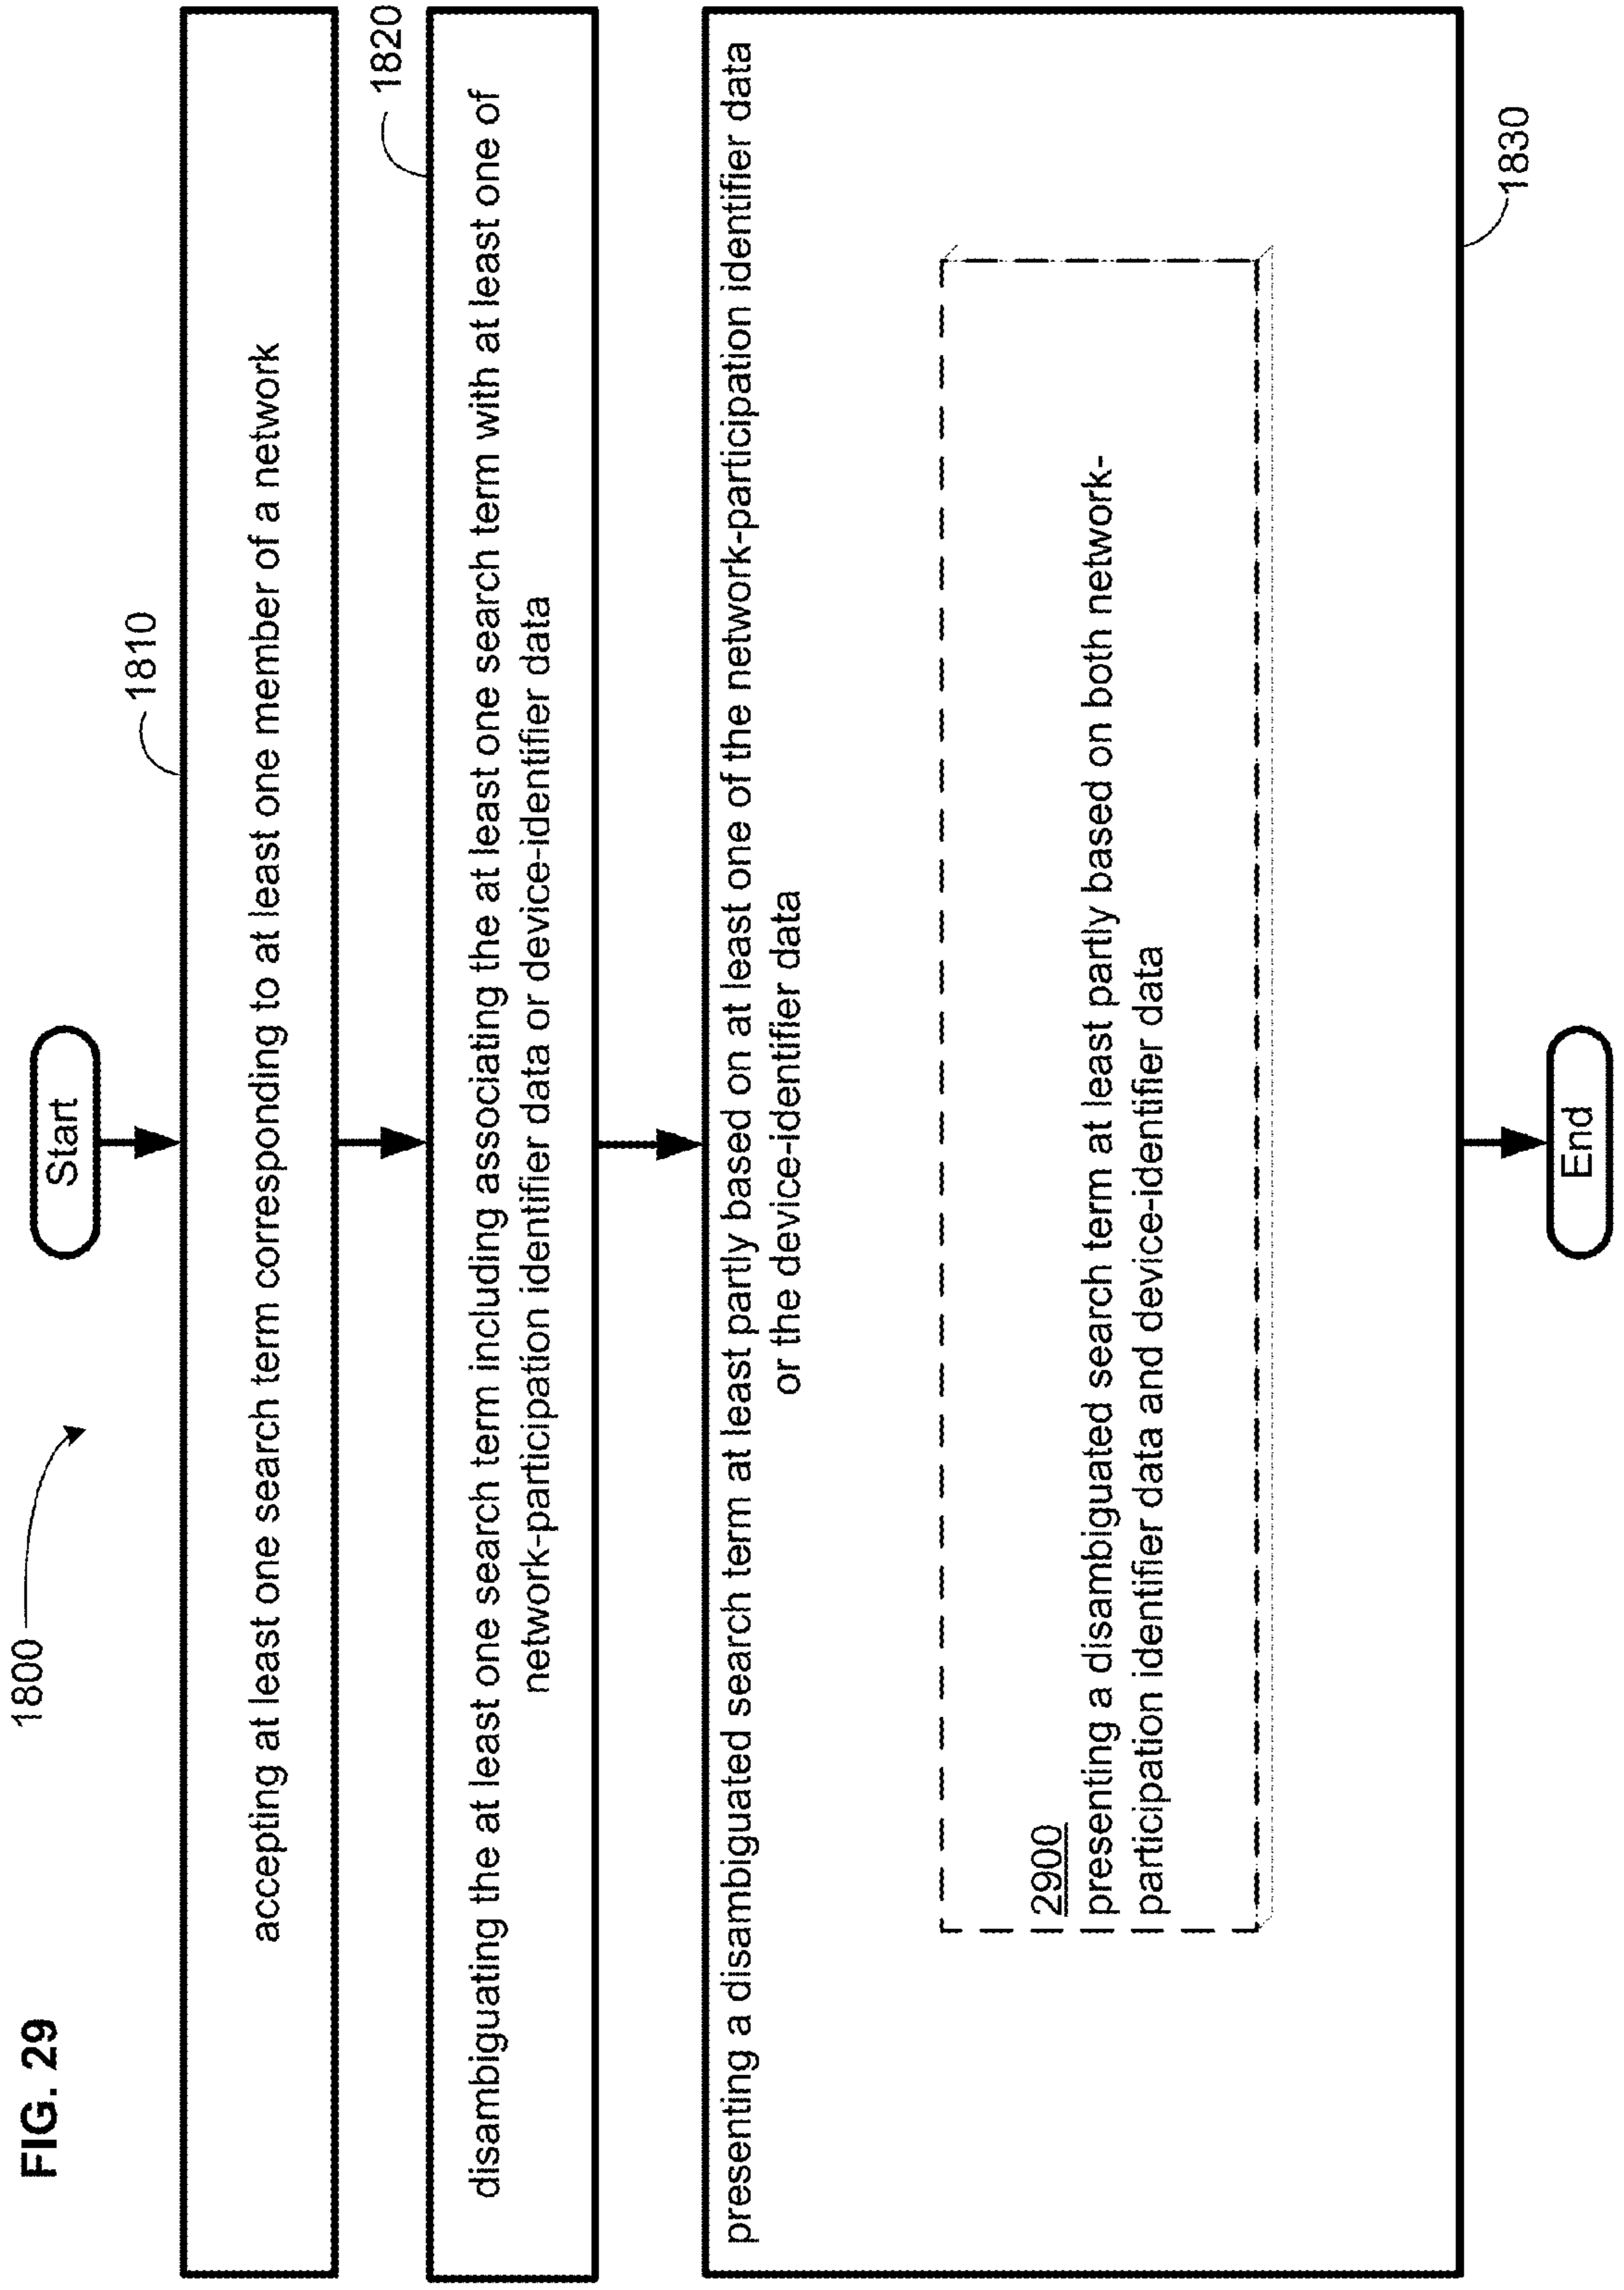 FIG. 29
1800
Start
1810
accepting at least one search term corresponding to at least one member of a network
1820
disambiguating the at least one search term including associating the at least one search term with at least one of
network-participation identifier data or device-identifier data
presenting a disambiguated search term at least partly based on at least one of the network-participation identifier data
or the device-identifier data
2900
presenting a disambiguated search term at least partly based on both network-
participation identifier data and device-identifier data
1830
End